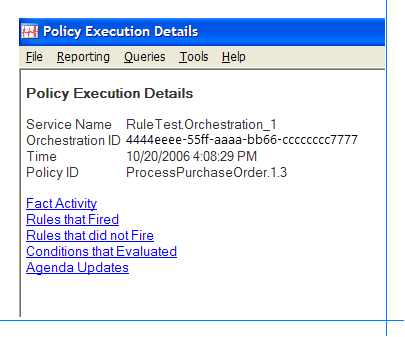 Policy Execution Details
File Reporting Queries Tools Help
Policy Execution Details
Service Name RuleTest.Orchestration_1
Orchestration ID 4444eeee-55ff-aaaa-bb66-cccccccc7777
Time 10/20/2006 4:08:29 PM
Policy ID ProcessPurchaseOrder.1.3
Fact Activity
Rules that Fired
Rules that did not Fire
Conditions that Evaluated
Agenda Updates